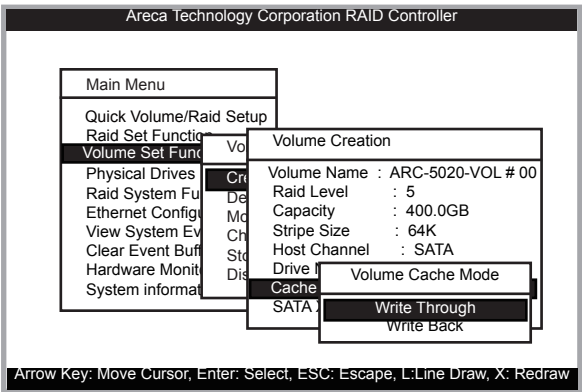 Areca Technology Corporation RAID Controller
Main Menu
Quick Volume/Raid Setup
Raid Set Function
Volume Set Func
Physical Drives
Raid System Fu
Ethernet Configu
View System Ev
Clear Event Buff
Hardware Monit
System informat
Vo
Cre
De
Mo
Ch
Sto
Dis
Volume Creation
Volume Name : ARC-5020-VOL # 00
Raid Level : 5
Capacity : 400.0GB
Stripe Size : 64K
Host Channel : SATA
Drive
Cache
SATA
Volume Cache Mode
Write Through
Write Back
Arrow Key: Move Cursor, Enter: Select, ESC: Escape, L:Line Draw, X: Redraw